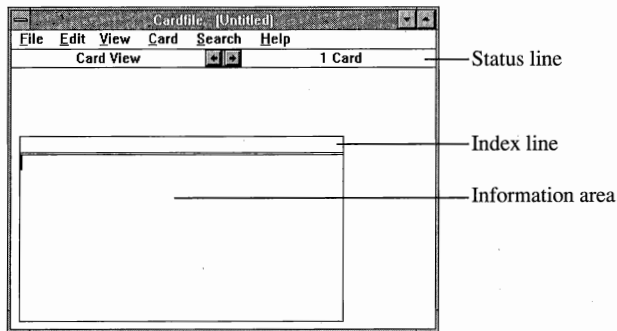 Cardfile - [Untitled]
File Edit View Card Search Help
Card View 1 Card
Status line
Index line
Information area